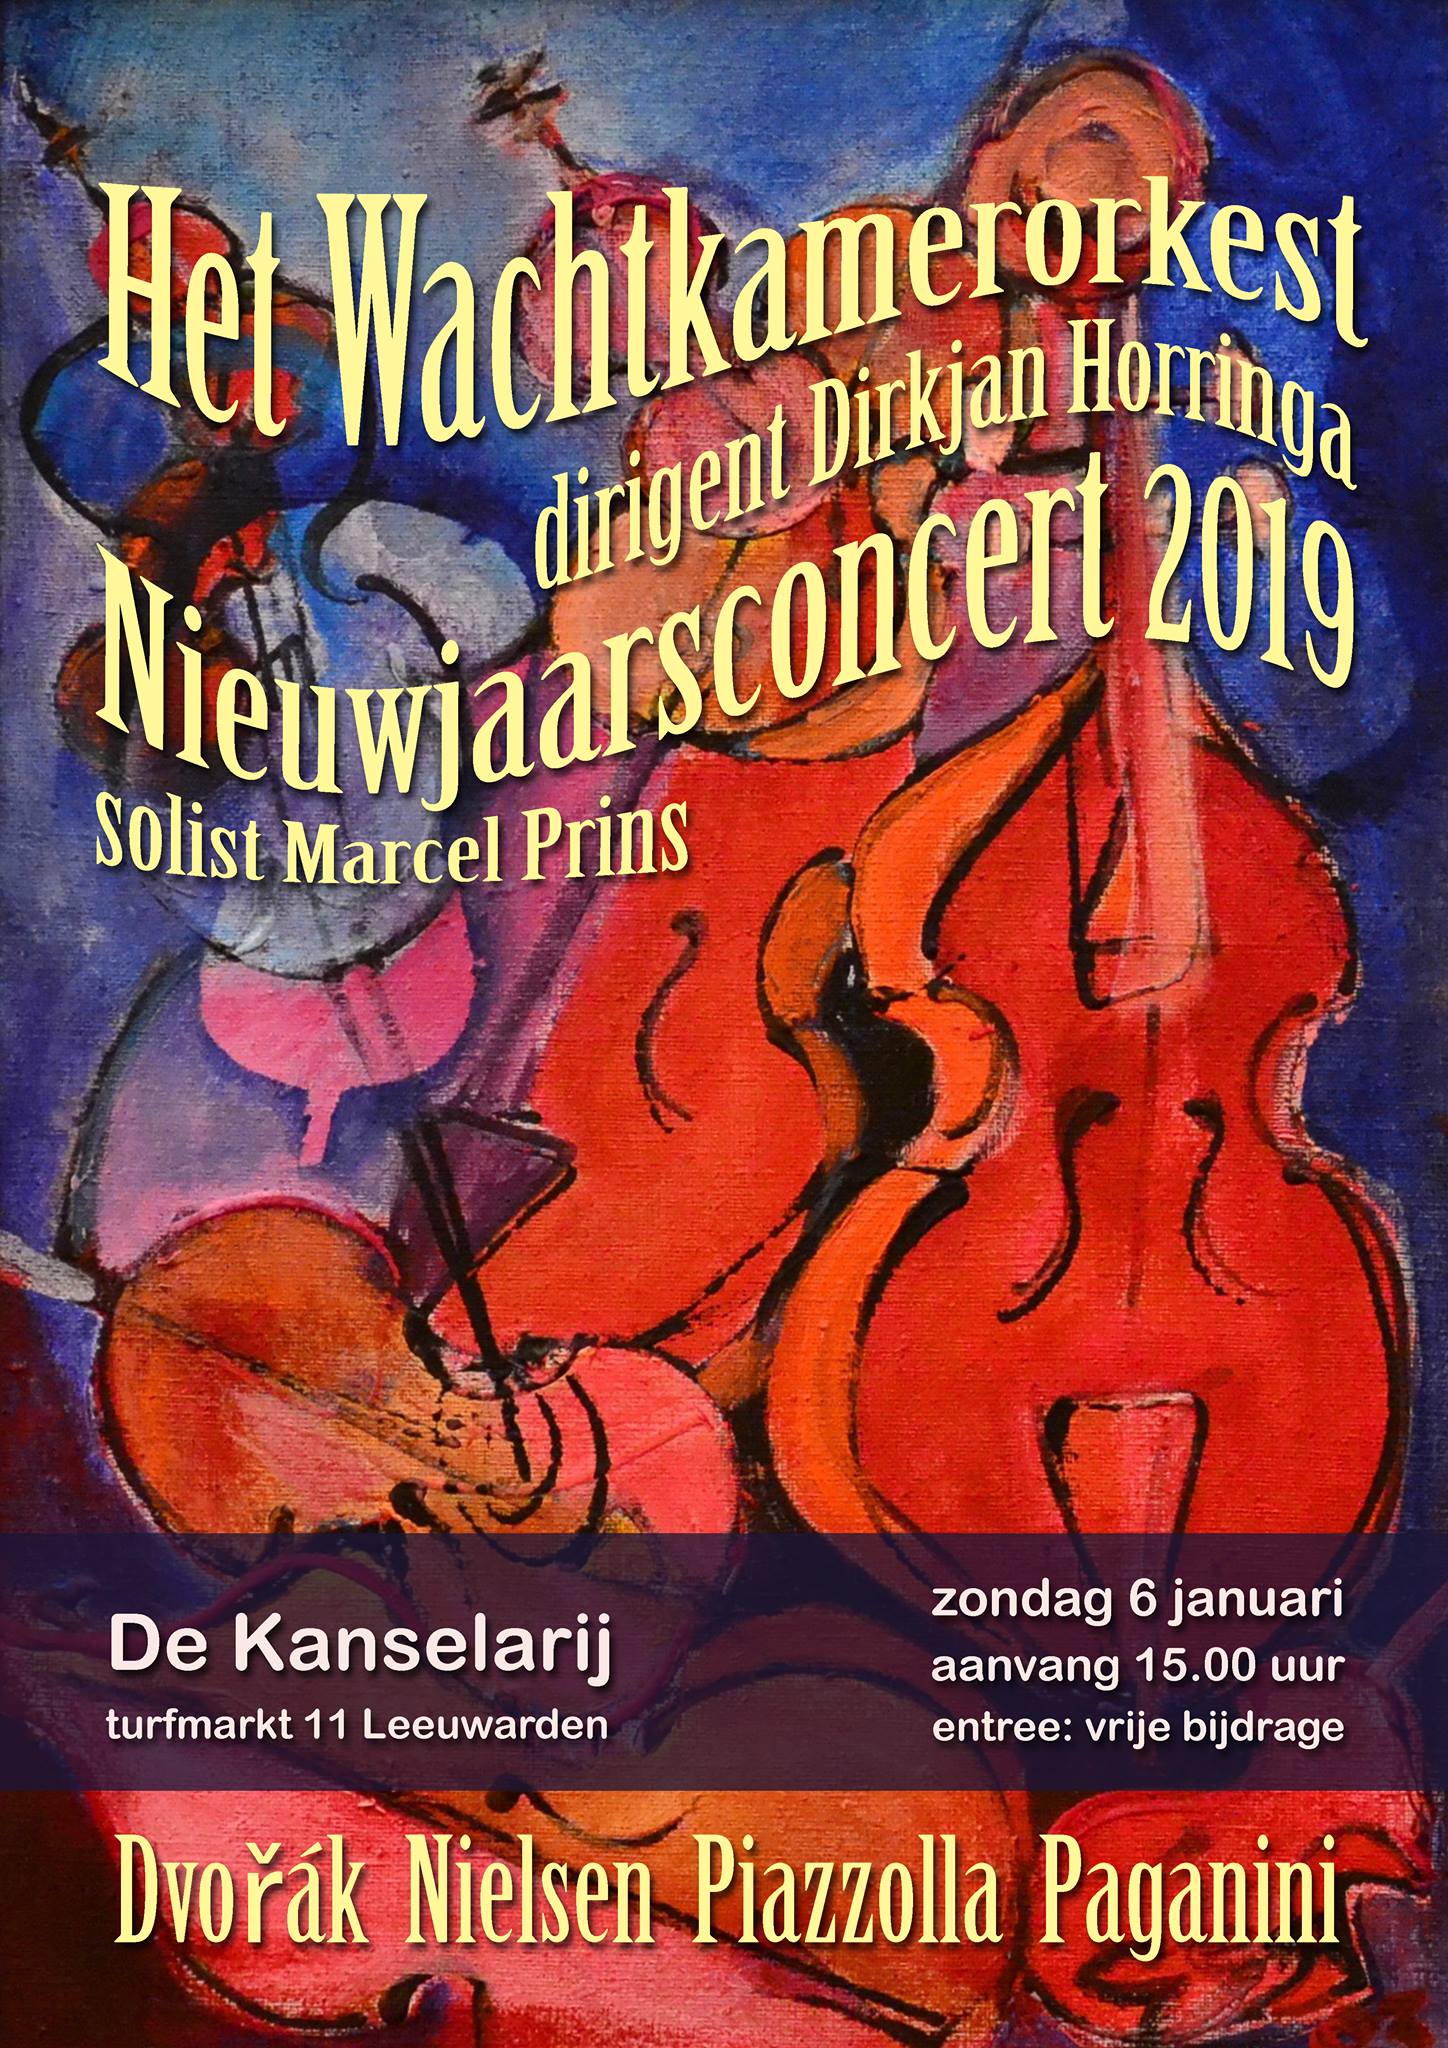 Het Wachtkamerorkest
dirigent Dirkjan Horringa
Nieuwjaarsconcert 2019
solist Marcel Prins
De Kanselarij
turfmarkt 11 Leeuwarden
zondag 6 januari
aanvang 15.00 uur
entree: vrije bijdrage
Dvořák Nielsen Piazzolla Paganini